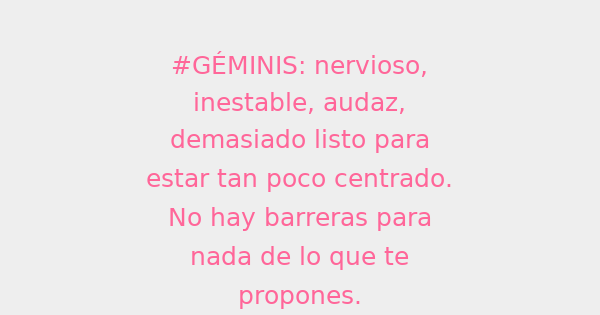 #GÉMINIS: nervioso,
inestable, audaz,
demasiado listo para
estar tan poco centrado.
No hay barreras para
nada de lo que te
propones.